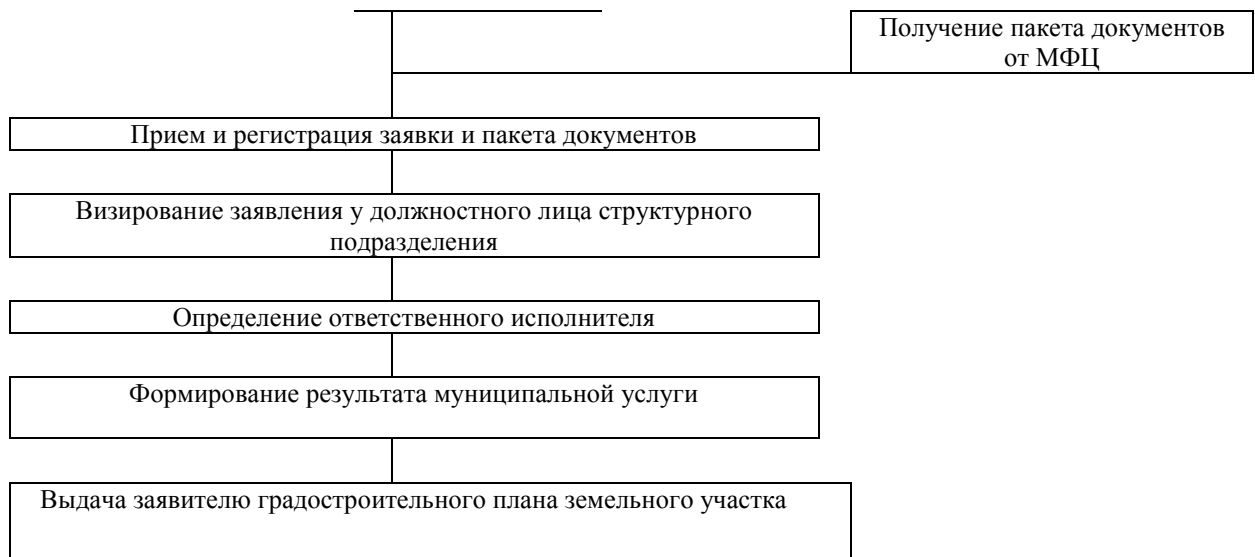 Получение пакета документов
от МФЦ
Прием и регистрация заявки и пакета документов
Визирование заявления у должностного лица структурного
подразделения
Определение ответственного исполнителя
Формирование результата муниципальной услуги
Выдача заявителю градостроительного плана земельного участка